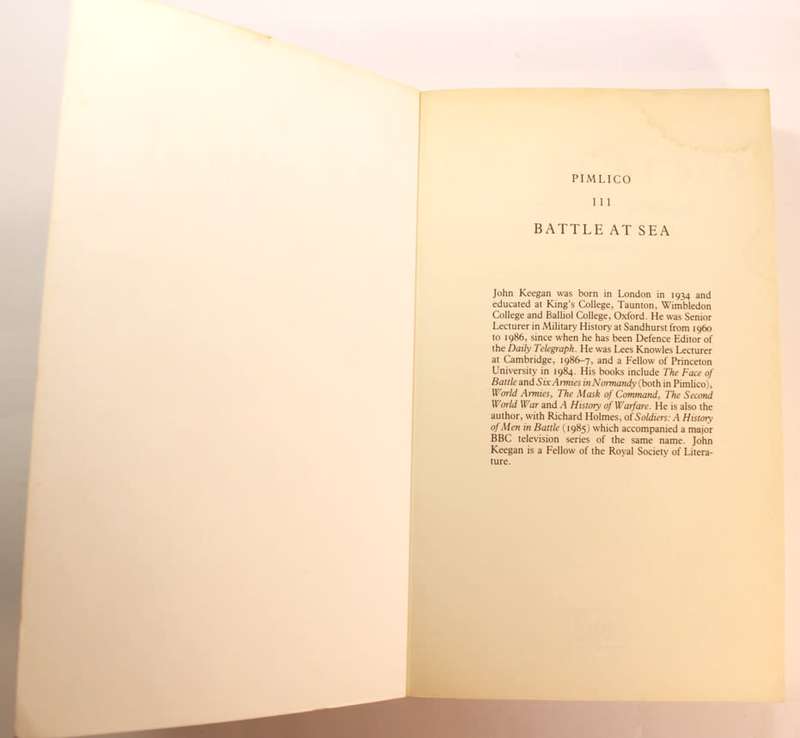 PIMLICO
111
BATTLE AT SEA
John Keegan was born in London in 1934 and
educated at King's College, Taunton, Wimbledon
College and Balliol College, Oxford. He was Senior
Lecturer in Military History at Sandhurst from 1960
to 1986, since when he has been Defence Editor of
the Daily Telegraph. He was Lees Knowles Lecturer
at Cambridge, 1986–7, and a Fellow of Princeton
University in 1984. His books include The Face of
Battle and Six Armies in Normandy (both in Pimlico),
World Armies, The Mask of Command, The Second
World War and A History of Warfare. He is also the
author, with Richard Holmes, of Soldiers: A History
of Men in Battle (1985) which accompanied a major
BBC television series of the same name. John
Keegan is a Fellow of the Royal Society of Litera-
ture.